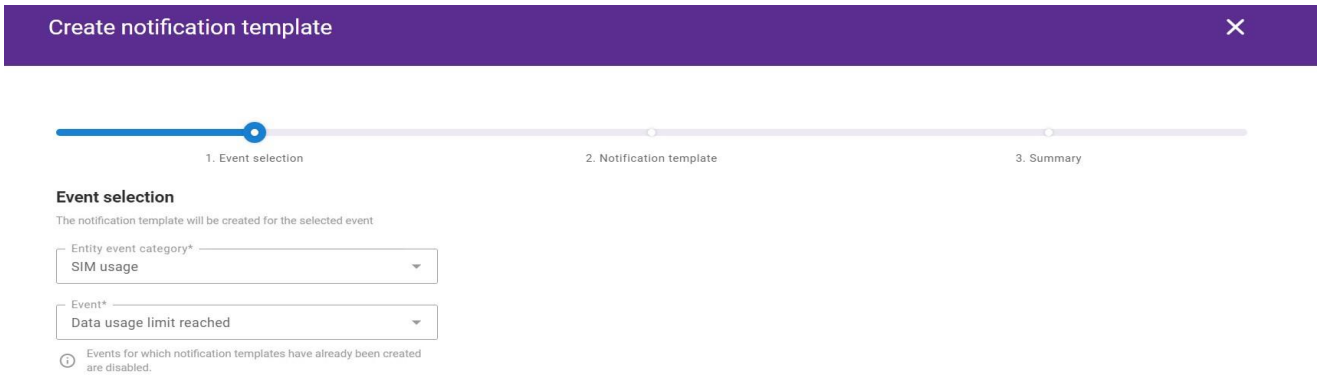 Create notification template
1. Event selection
2. Notification template
3. Summary
Event selection
The notification template will be created for the selected event
Entity event category*
SIM usage
Event*
Data usage limit reached
Events for which notification templates have already been created
are disabled.